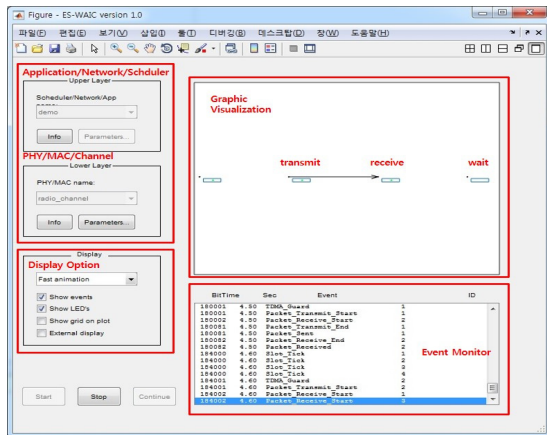 Figure - ES-WAIC version 1.0
파일(F) 편집(E) 보기(V) 삽입(I) 툴(T) 디버깅(B) 데스크탑(D) 창(W) 도움말(H)
Application/Network/Schduler
Upper Layer
Scheduler/Network/App
name:
demo
Info Parameters...
PHY/MAC/Channel
Lower Layer
PHY/MAC name:
radio_channel
Info Parameters...
Display
Display Option
Fast animation
Show events
Show LED's
Show grid on plot
External display
Start Stop Continue
Graphic
Visualization
transmit receive wait
BitTime Sec Event ID
180001 4.50 TDMA_Guard 1
180001 4.50 Packet_Transmit_Start 1
180002 4.50 Packet_Receive_Start 2
180081 4.50 Packet_Transmit_End 1
180081 4.50 Packet_Sent 1
180082 4.50 Packet_Receive_End 2
180082 4.50 Packet_Received 2
184000 4.60 Slot_Tick 1
184000 4.60 Slot_Tick 2
184000 4.60 Slot_Tick 3
184000 4.60 Slot_Tick 4
184001 4.60 TDMA_Guard 2
184001 4.60 Packet_Transmit_Start 2
184002 4.60 Packet_Receive_Start 1
184002 4.60 Packet_Receive_Start 3
Event Monitor